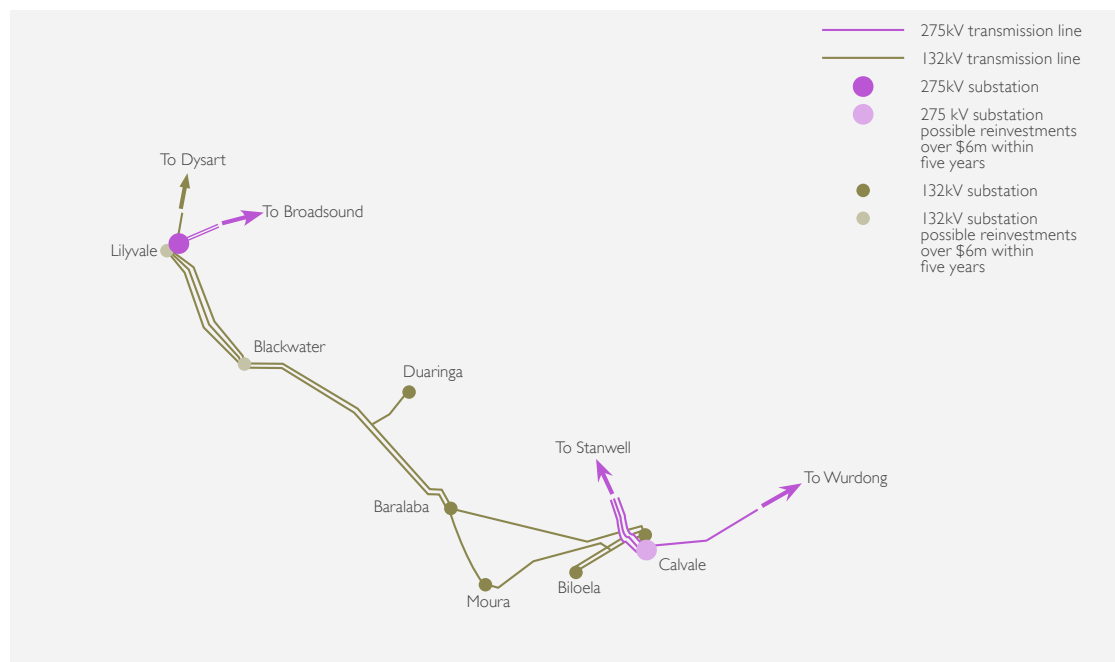 275kV transmission line
132kV transmission line
275kV substation
275 kV substation
possible reinvestments
over $6m within
five years
132kV substation
132kV substation
possible reinvestments
over $6m within
five years
To Dysart
To Broadsound
Lilyvale
Blackwater
Duaringa
To Stanwell
To Wurdong
Baralaba
Calvale
Biloela
Moura